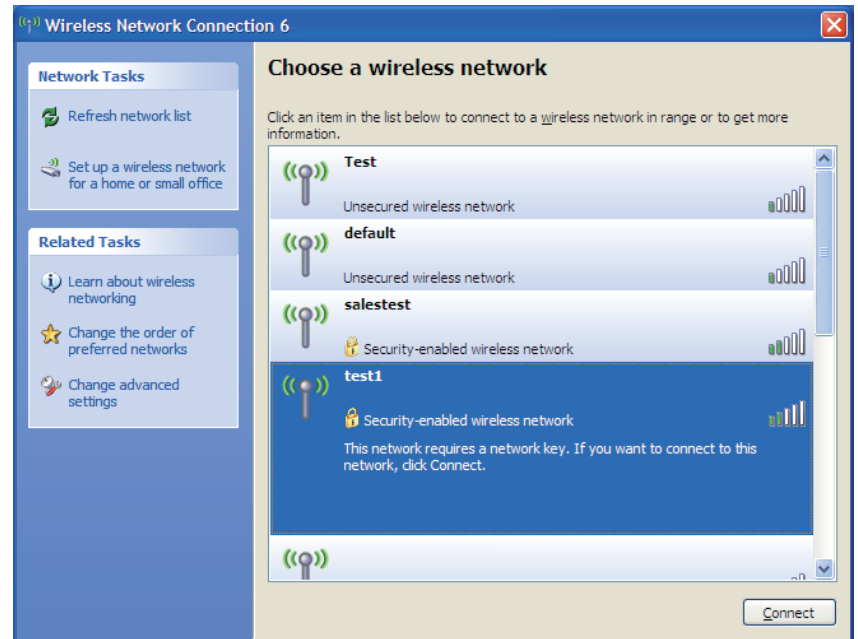 Wireless Network Connection 6
Network Tasks
Refresh network list
Set up a wireless network
for a home or small office
Related Tasks
Learn about wireless
networking
Change the order of
preferred networks
Change advanced
settings
Choose a wireless network
Click an item in the list below to connect to a wireless network in range or to get more
information.
Test
Unsecured wireless network
default
Unsecured wireless network
salestest
Security-enabled wireless network
test1
Security-enabled wireless network
This network requires a network key. If you want to connect to this
network, click Connect.
Connect